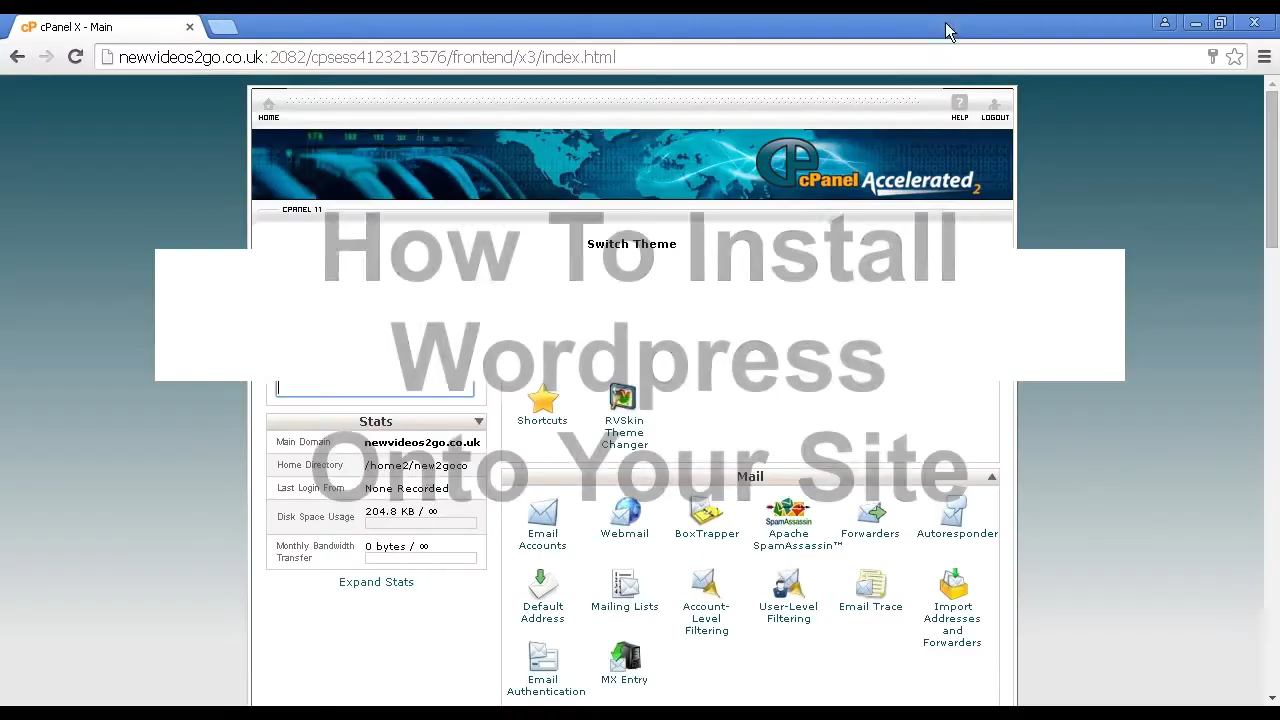 cPanel X - Main
newvideos2go.co.uk:2082/cpsess4123213576/frontend/x3/index.html
HOME
HELP
LOGOUT
cPanel Accelerated2
CPANEL 11
Switch Theme
How To Install
Wordpress
Onto Your Site
Shortcuts
RVSkin
Theme
Changer
Stats
Main Domain
newvideos2go.co.uk
Home Directory
/home2/new2goco
Last Login From
None Recorded
Disk Space Usage
204.8 KB / ∞
Monthly Bandwidth
Transfer
0 bytes / ∞
Expand Stats
Mail
Email
Accounts
Webmail
BoxTrapper
SpamAssassin
Apache
SpamAssassin™
Forwarders
Autoresponder
Default
Address
Mailing Lists
Account-
Level
Filtering
User-Level
Filtering
Email Trace
Import
Addresses
and
Forwarders
Email
Authentication
MX Entry